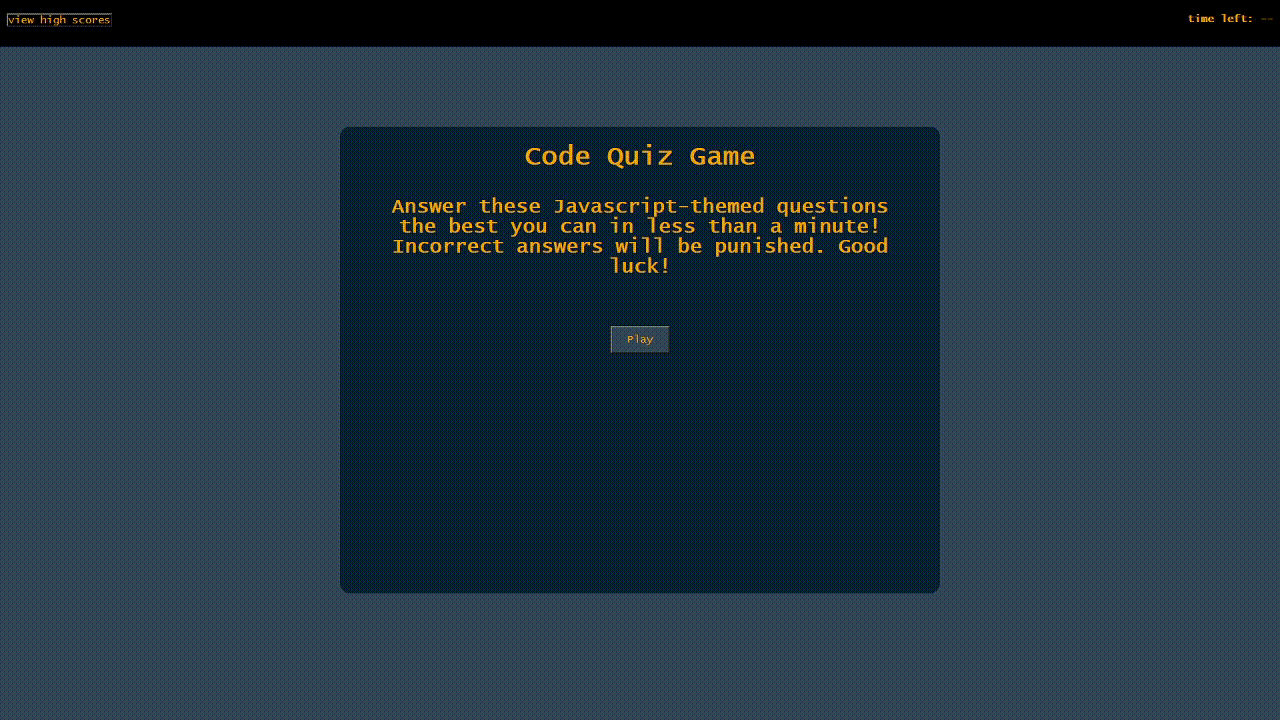 view high scores
time left: --
Code Quiz Game
Answer these Javascript-themed questions
the best you can in less than a minute!
Incorrect answers will be punished. Good
luck!
Play